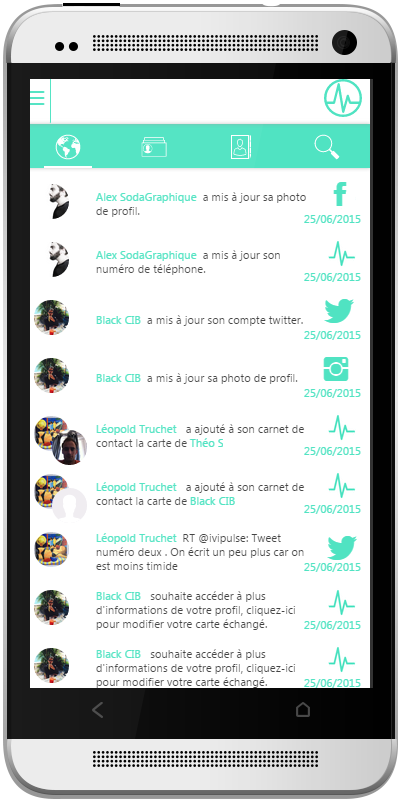 Alex SodaGraphique a mis à jour sa photo
de profil.
25/06/2015
Alex SodaGraphique a mis à jour son
numéro de téléphone.
25/06/2015
Black CIB a mis à jour son compte twitter.
25/06/2015
Black CIB a mis à jour sa photo de profil.
25/06/2015
Léopold Truchet a ajouté à son carnet de
contact la carte de Théo S
25/06/2015
Léopold Truchet a ajouté à son carnet de
contact la carte de Black CIB
25/06/2015
Léopold Truchet RT @ivipulse: Tweet
numéro deux . On écrit un peu plus car on
est moins timide
25/06/2015
Black CIB souhaite accéder à plus
d'informations de votre profil, cliquez-ici
pour modifier votre carte échangé.
25/06/2015
Black CIB souhaite accéder à plus
d'informations de votre profil, cliquez-ici
pour modifier votre carte échangé.
25/06/2015